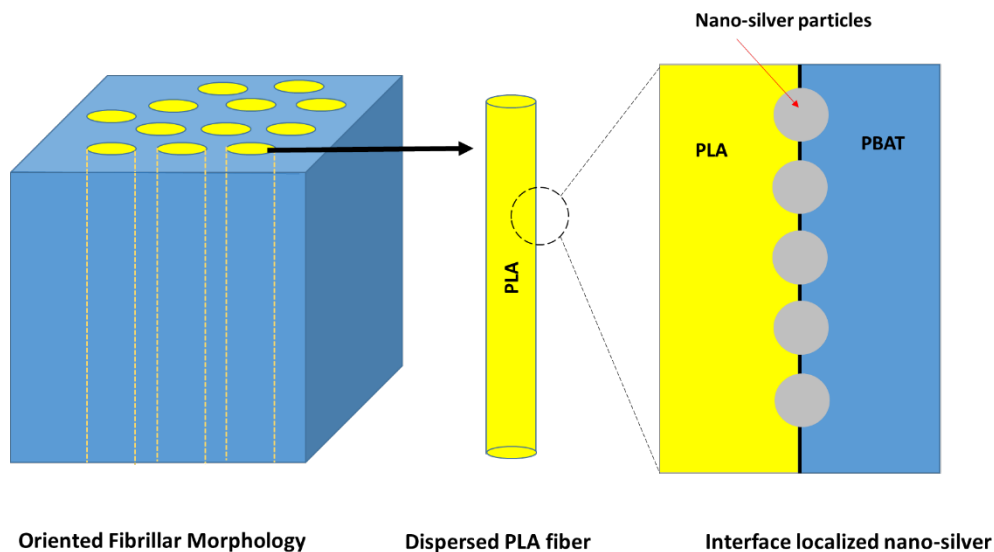 Nano-silver particles
PLA
PBAT
PLA
Oriented Fibrillar Morphology
Dispersed PLA fiber
Interface localized nano-silver